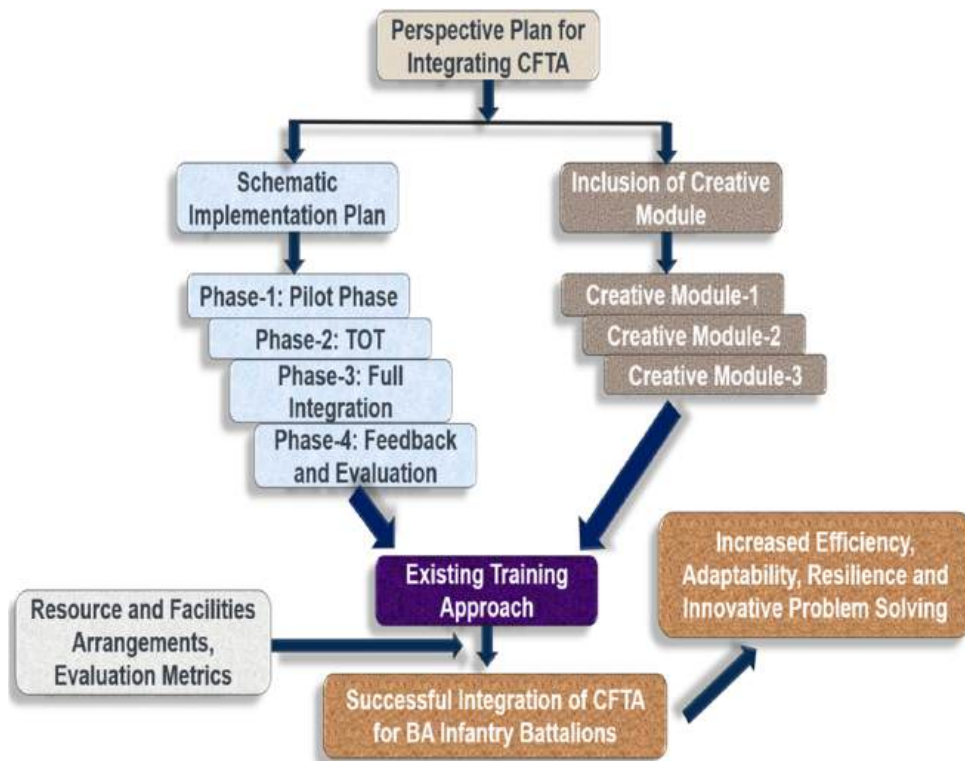 Perspective Plan for
Integrating CFTA
Schematic
Implementation Plan
Inclusion of Creative
Module
Phase-1: Pilot Phase
Phase-2: TOT
Phase-3: Full
Integration
Phase-4: Feedback
and Evaluation
Creative Module-1
Creative Module-2
Creative Module-3
Existing Training
Approach
Increased Efficiency,
Adaptability, Resilience and
Innovative Problem Solving
Resource and Facilities
Arrangements,
Evaluation Metrics
Successful Integration of CFTA
for BA Infantry Battalions